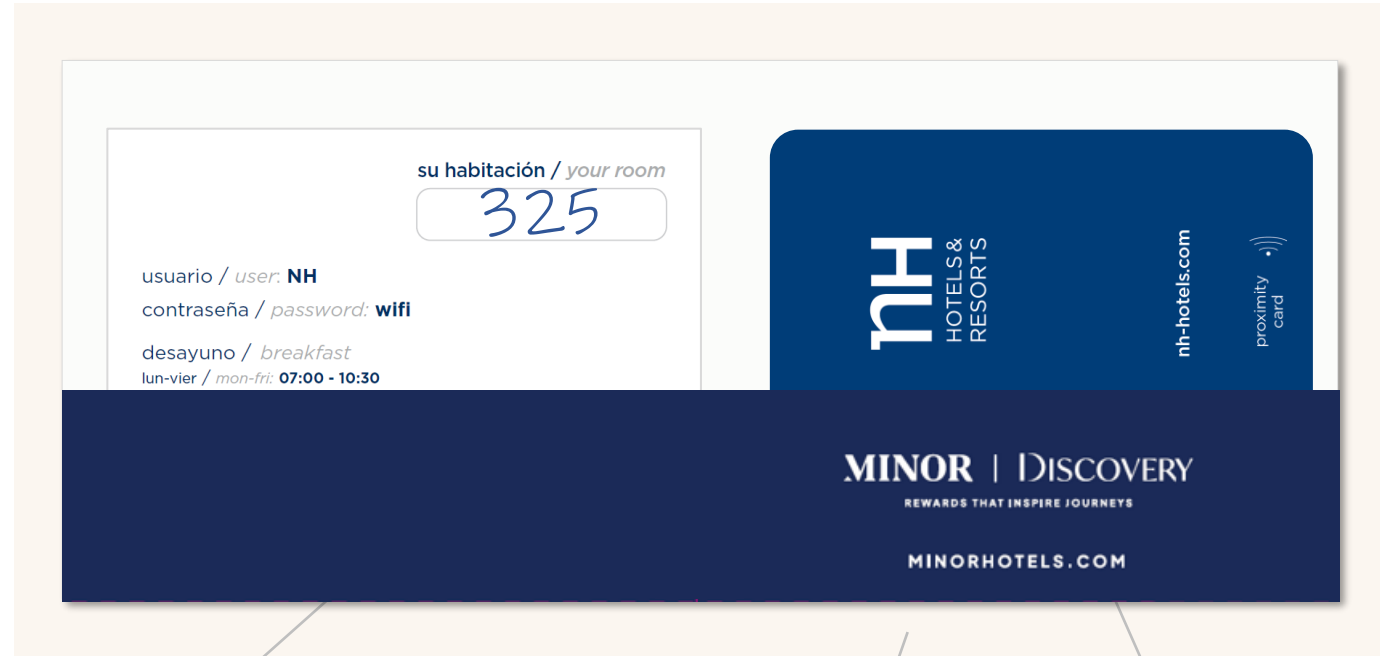 su habitación / your room
325
usuario / user: NH
contraseña / password: wifi
desayuno / breakfast
lun-vier / mon-fri: 07:00 - 10:30
nH
HOTELS &
RESORTS
nh-hotels.com
proximity
card
MINOR | DISCOVERY
REWARDS THAT INSPIRE JOURNEYS
MINORHOTELS.COM